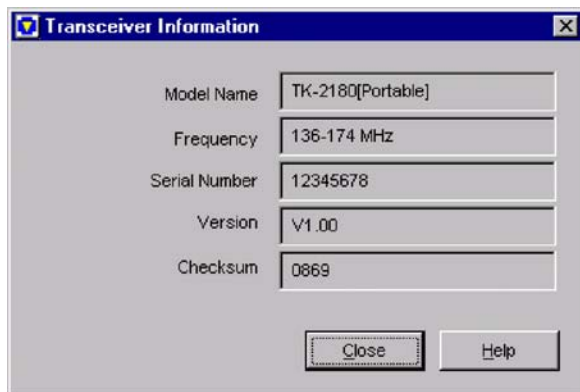 Transceiver Information
Model Name TK-2180[Portable]
Frequency 136-174 MHz
Serial Number 12345678
Version V1.00
Checksum 0869
Close Help